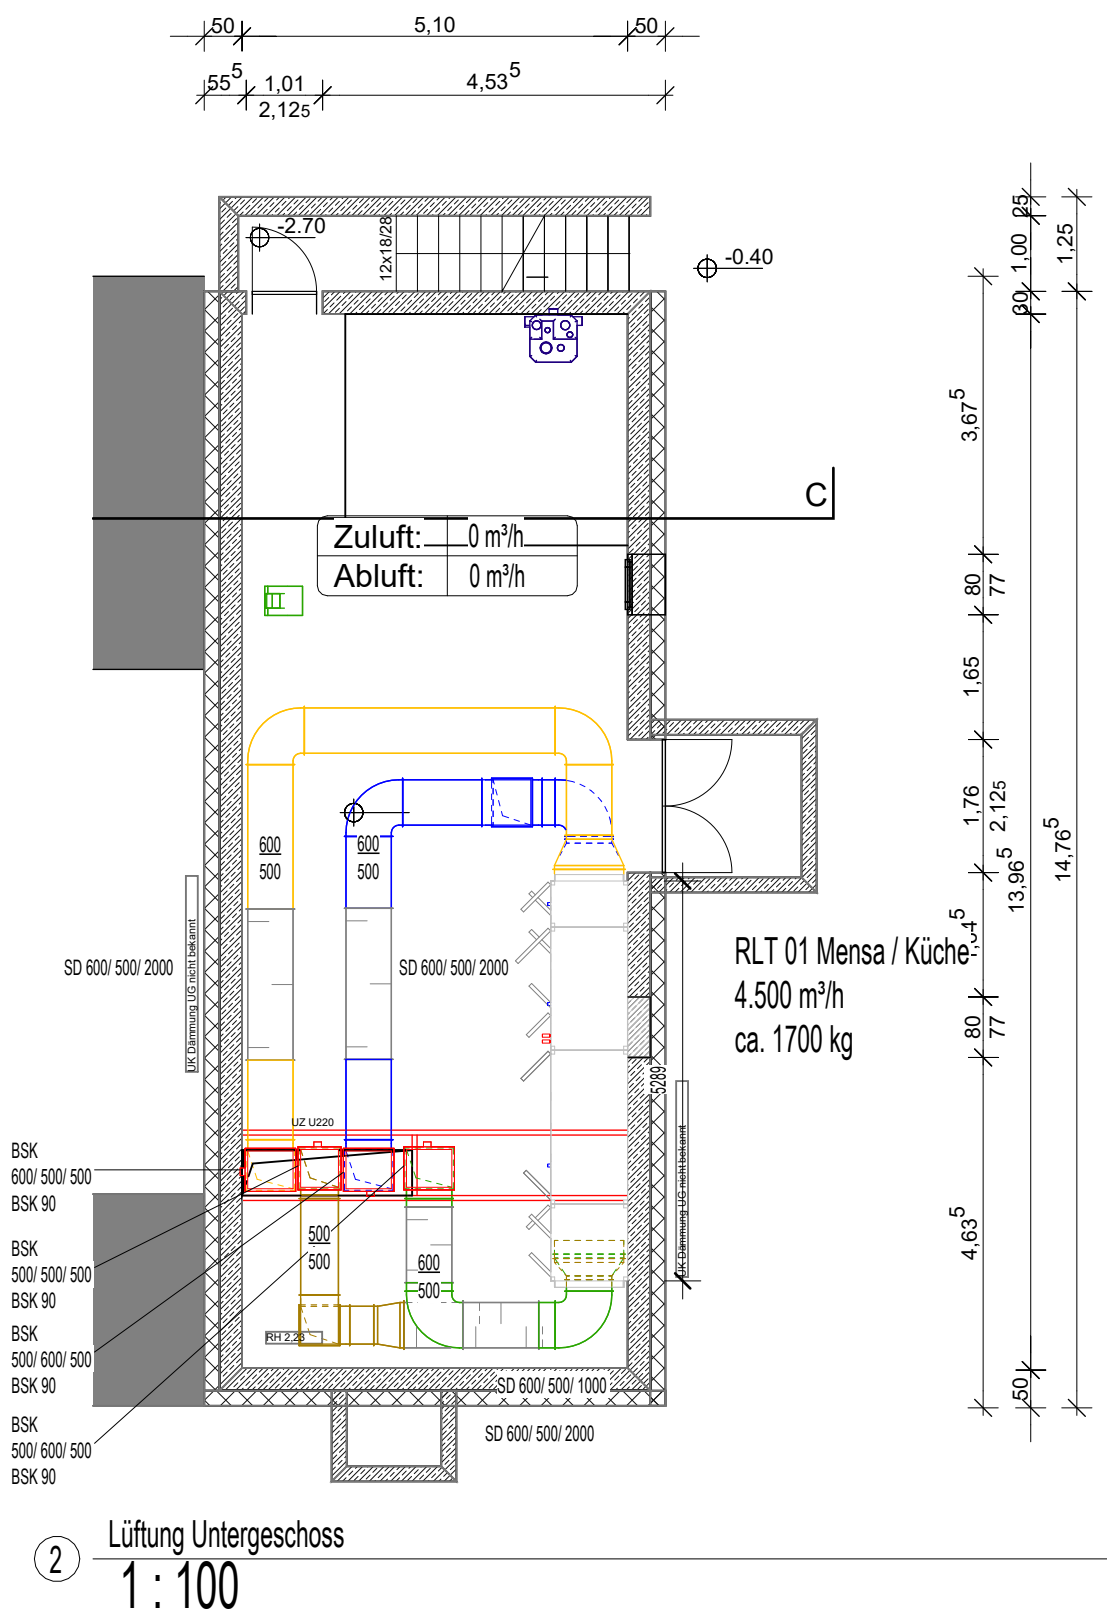 50 5,10 50
55⁵ 1,01 4,53⁵
2,125
-2.70
12x18/28
-0.40
25
1,00
1,25
30
3,67⁵
C
Zuluft: 0 m³/h
Abluft: 0 m³/h
80
77
1,65
1,76
2,125
13,96⁵
14,76⁵
600
500
600
500
UK Dämmung UG nicht bekannt
SD 600/ 500/ 2000
SD 600/ 500/ 2000
RLT 01 Mensa / Küche
4.500 m³/h
ca. 1700 kg
80
77
5289
UK Dämmung UG nicht bekannt
UZ U220
BSK
600/ 500/ 500
BSK 90
BSK
500/ 500/ 500
BSK 90
BSK
500/ 600/ 500
BSK 90
BSK
500/ 600/ 500
BSK 90
500
500
600
500
4,63⁵
RH 2,23
50
SD 600/ 500/ 1000
SD 600/ 500/ 2000
2
Lüftung Untergeschoss
1 : 100